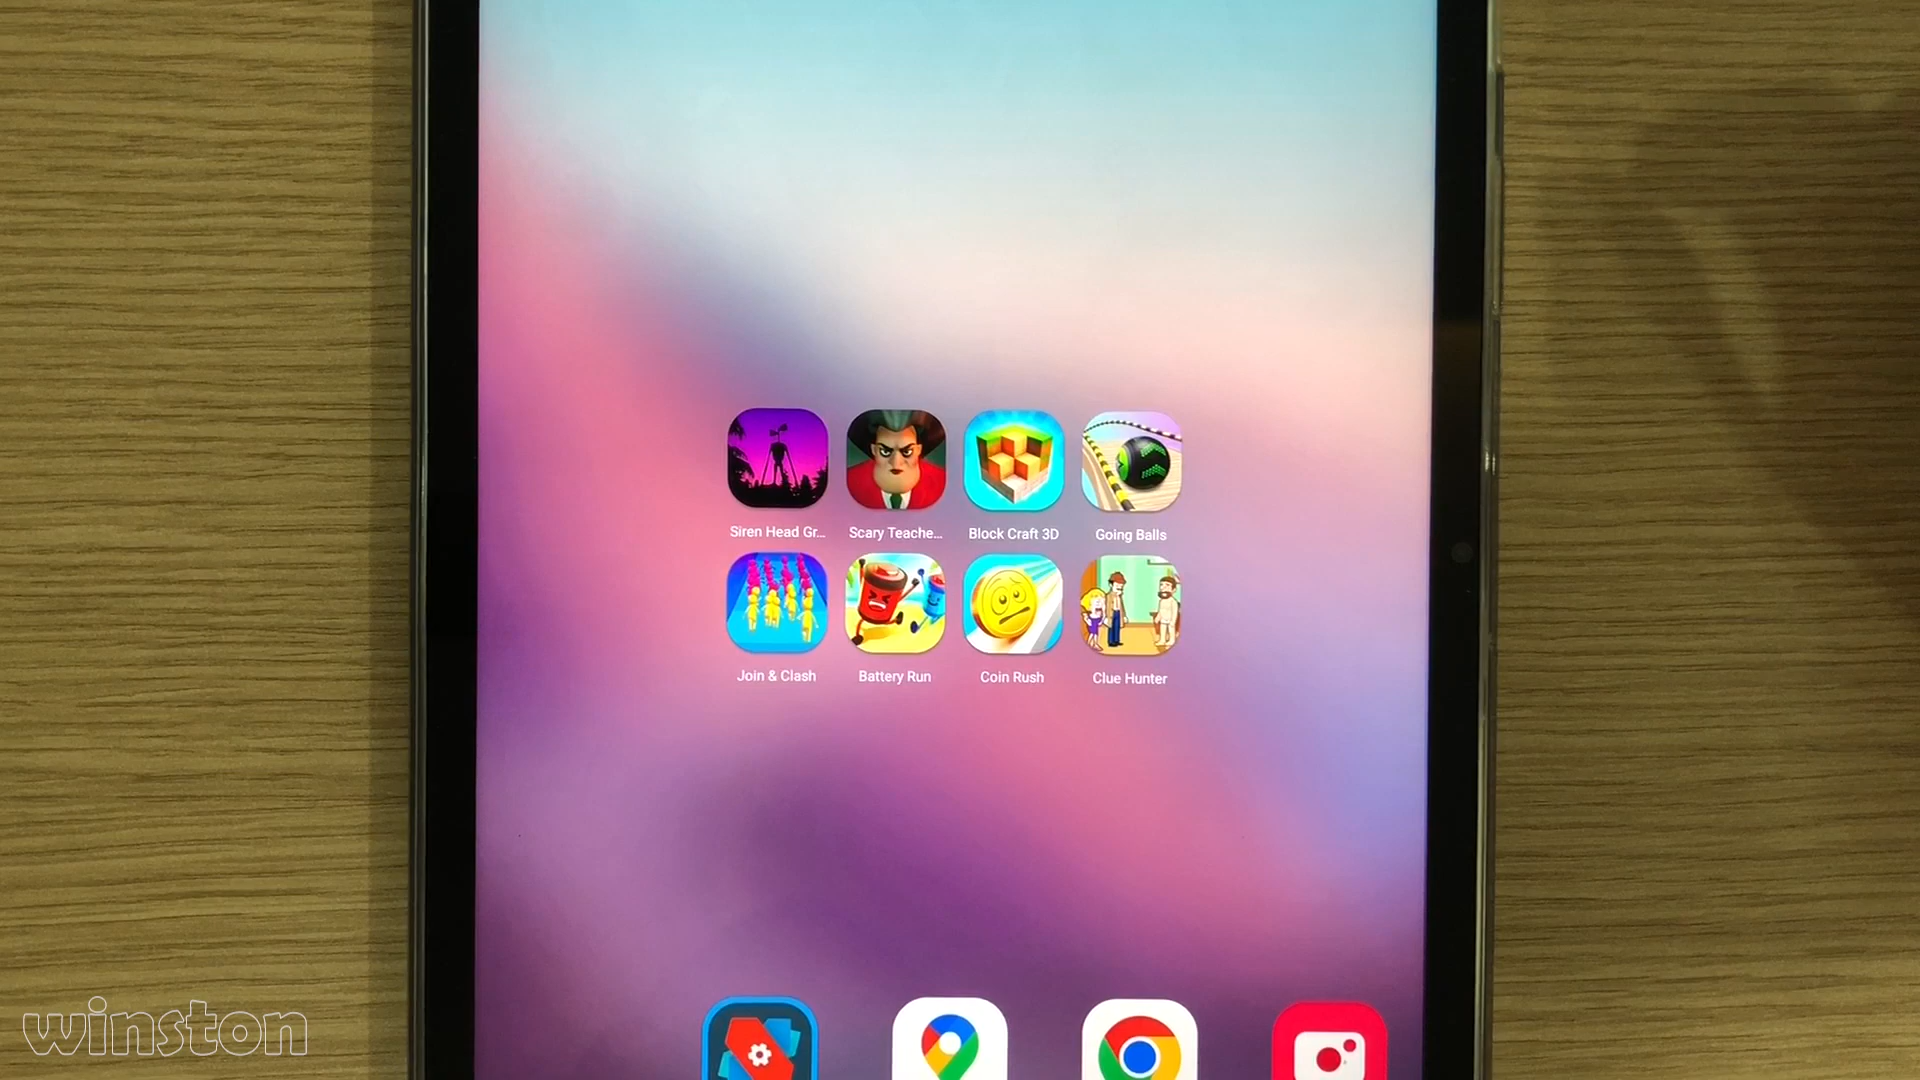 Siren Head Gr...
Scary Teache...
Block Craft 3D
Going Balls
Join & Clash
Battery Run
Coin Rush
Clue Hunter
winston